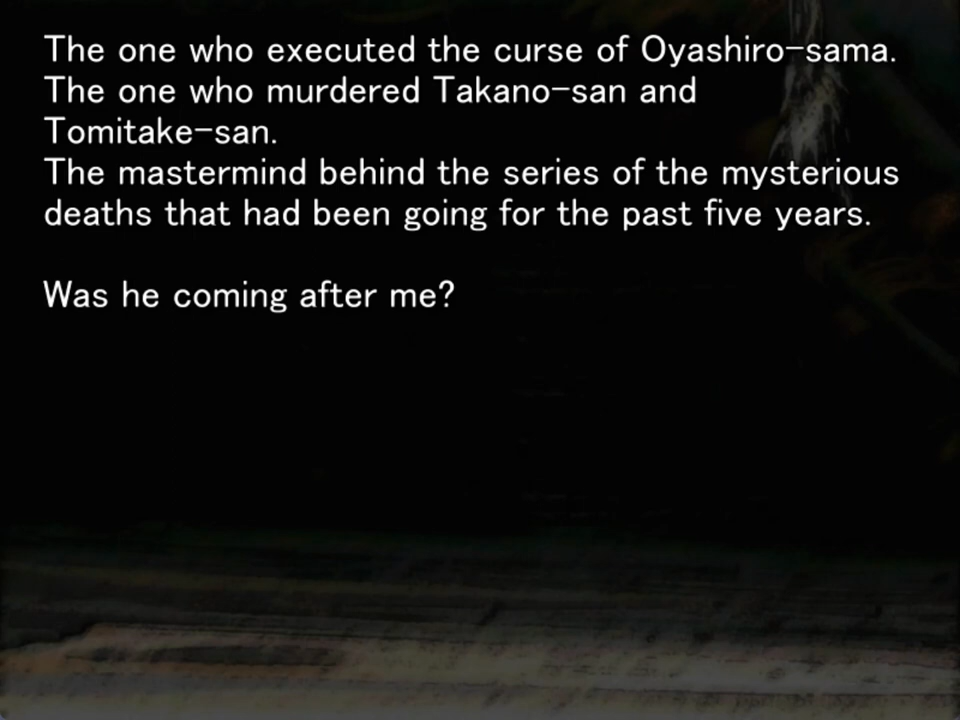 The one who executed the curse of Oyashiro-sama.
The one who murdered Takano-san and
Tomitake-san.
The mastermind behind the series of the mysterious
deaths that had been going for the past five years.
Was he coming after me?